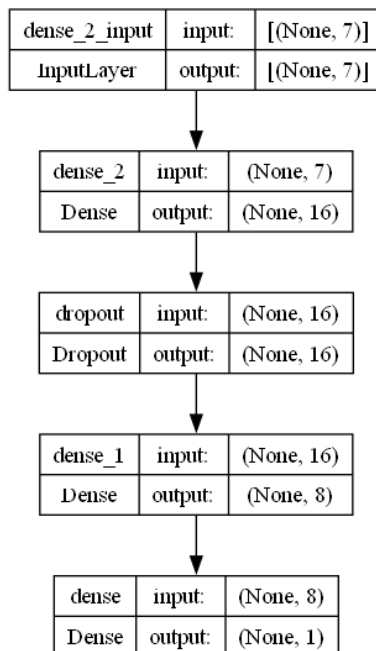 dense_2_input input: [(None, 7)]
InputLayer output: [(None, 7)]
dense_2 input: (None, 7)
Dense output: (None, 16)
dropout input: (None, 16)
Dropout output: (None, 16)
dense_1 input: (None, 16)
Dense output: (None, 8)
dense input: (None, 8)
Dense output: (None, 1)